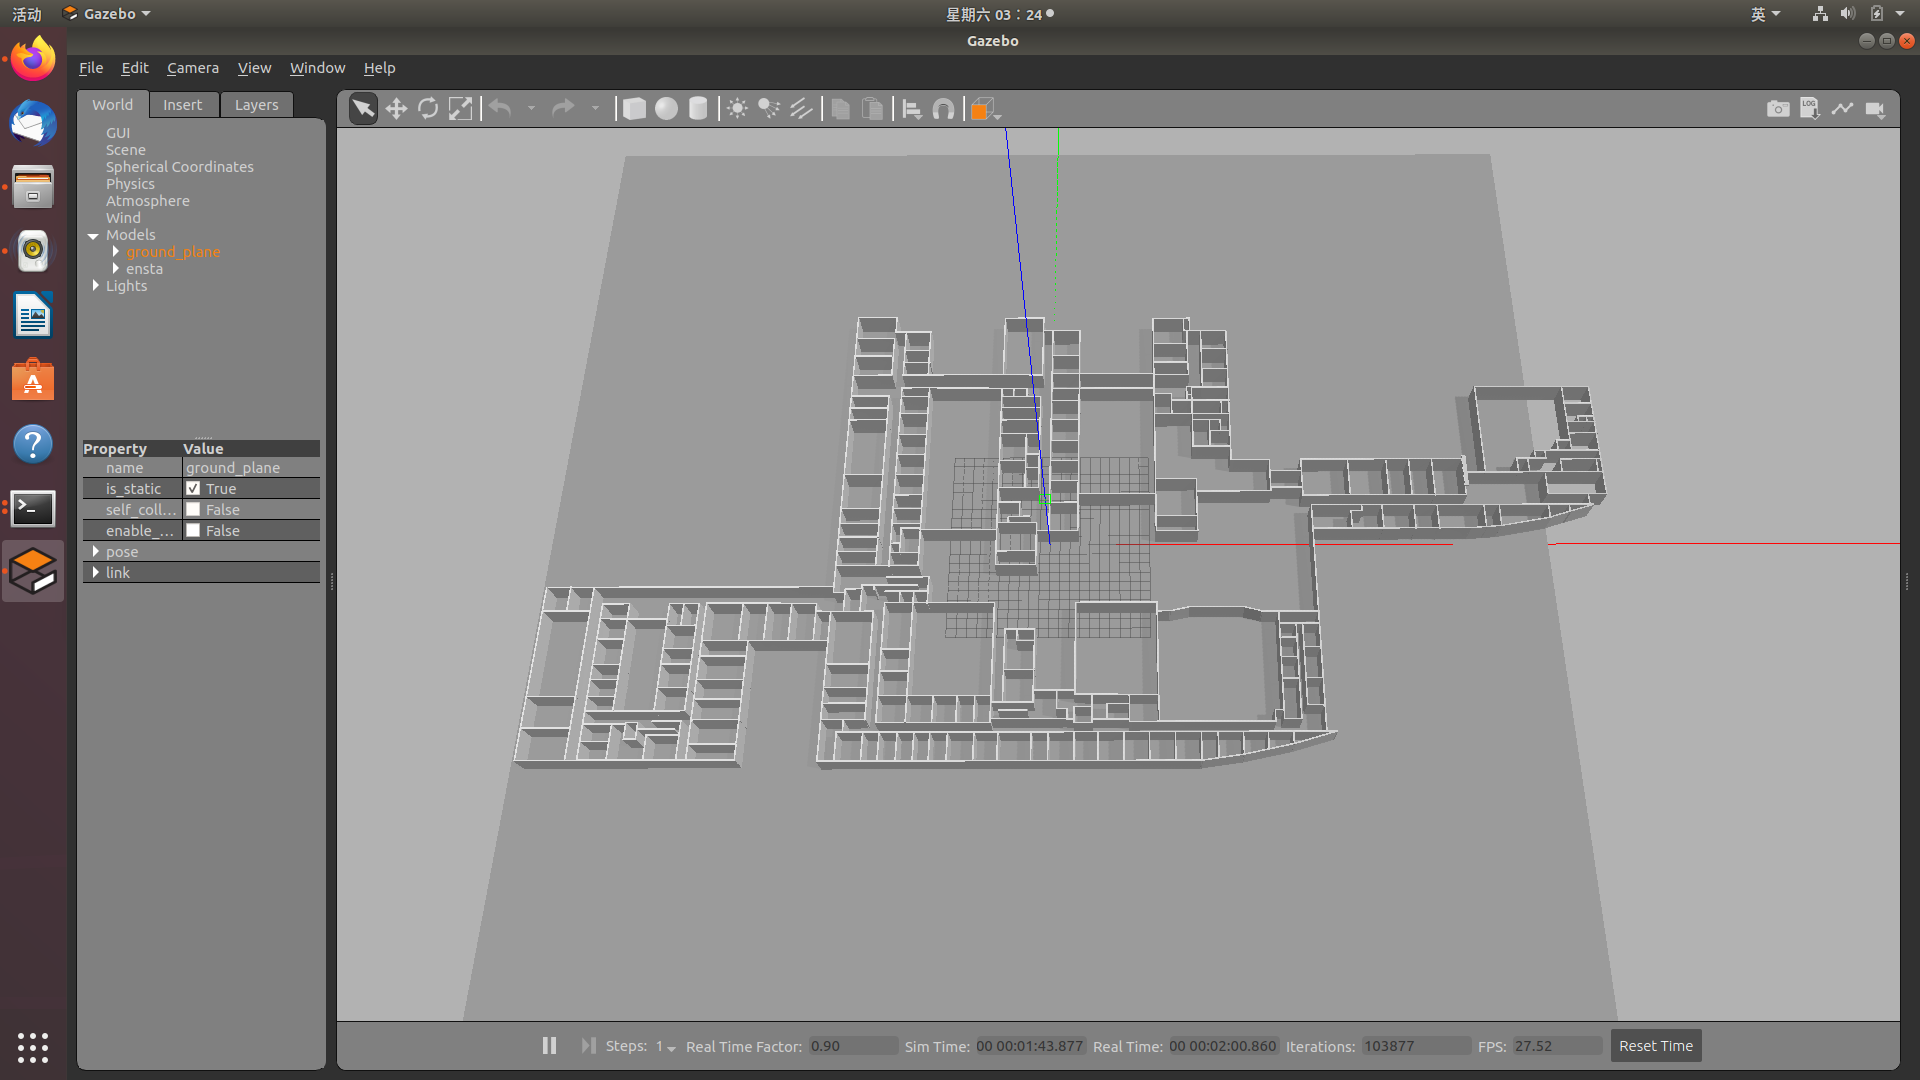 活动 Gazebo 星期六 03：24 英
Gazebo
File Edit Camera View Window Help
World Insert Layers
GUI
Scene
Spherical Coordinates
Physics
Atmosphere
Wind
Models
ground_plane
ensta
Lights
LOG
Property Value
name ground_plane
is_static True
self_coll... False
enable_... False
pose
link
Steps: 1 Real Time Factor: 0.90 Sim Time: 00 00:01:43.877 Real Time: 00 00:02:00.860 Iterations: 103877 FPS: 27.52 Reset Time